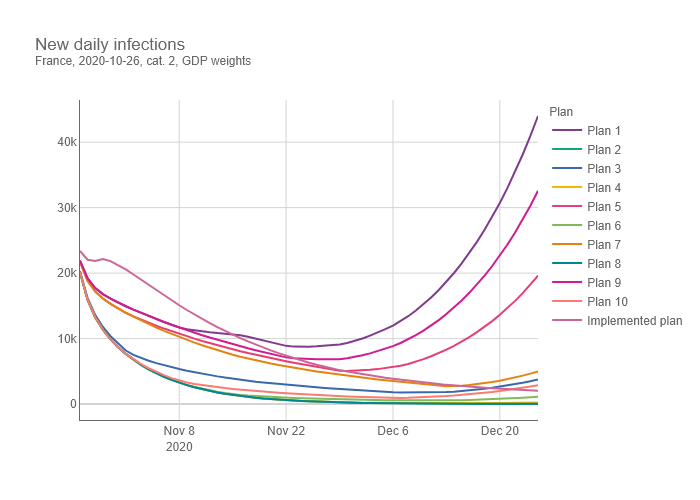 New daily infections
France, 2020-10-26, cat. 2, GDP weights
Plan
Plan 1
Plan 2
Plan 3
Plan 4
Plan 5
Plan 6
Plan 7
Plan 8
Plan 9
Plan 10
Implemented plan
40k
30k
20k
10k
0
Nov 8
2020
Nov 22
Dec 6
Dec 20